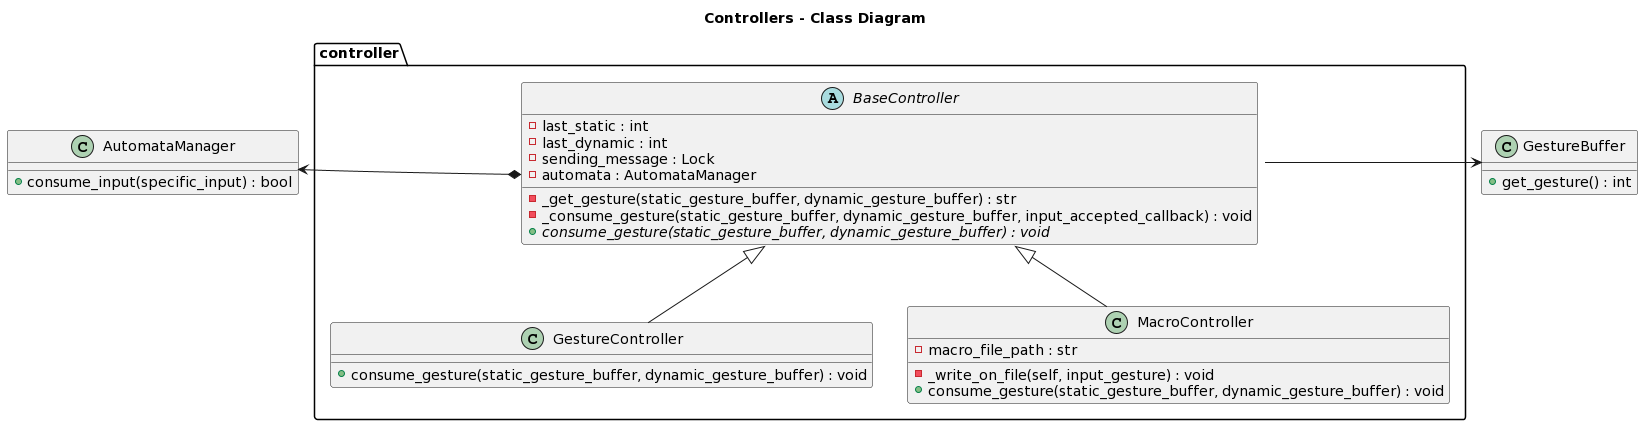 Controllers - Class Diagram
controller
A BaseController
last_static : int
last_dynamic : int
sending_message : Lock
automata : AutomataManager
_get_gesture(static_gesture_buffer, dynamic_gesture_buffer) : str
_consume_gesture(static_gesture_buffer, dynamic_gesture_buffer, input_accepted_callback) : void
consume_gesture(static_gesture_buffer, dynamic_gesture_buffer) : void
C AutomataManager
consume_input(specific_input) : bool
C GestureBuffer
get_gesture() : int
C GestureController
consume_gesture(static_gesture_buffer, dynamic_gesture_buffer) : void
C MacroController
macro_file_path : str
_write_on_file(self, input_gesture) : void
consume_gesture(static_gesture_buffer, dynamic_gesture_buffer) : void